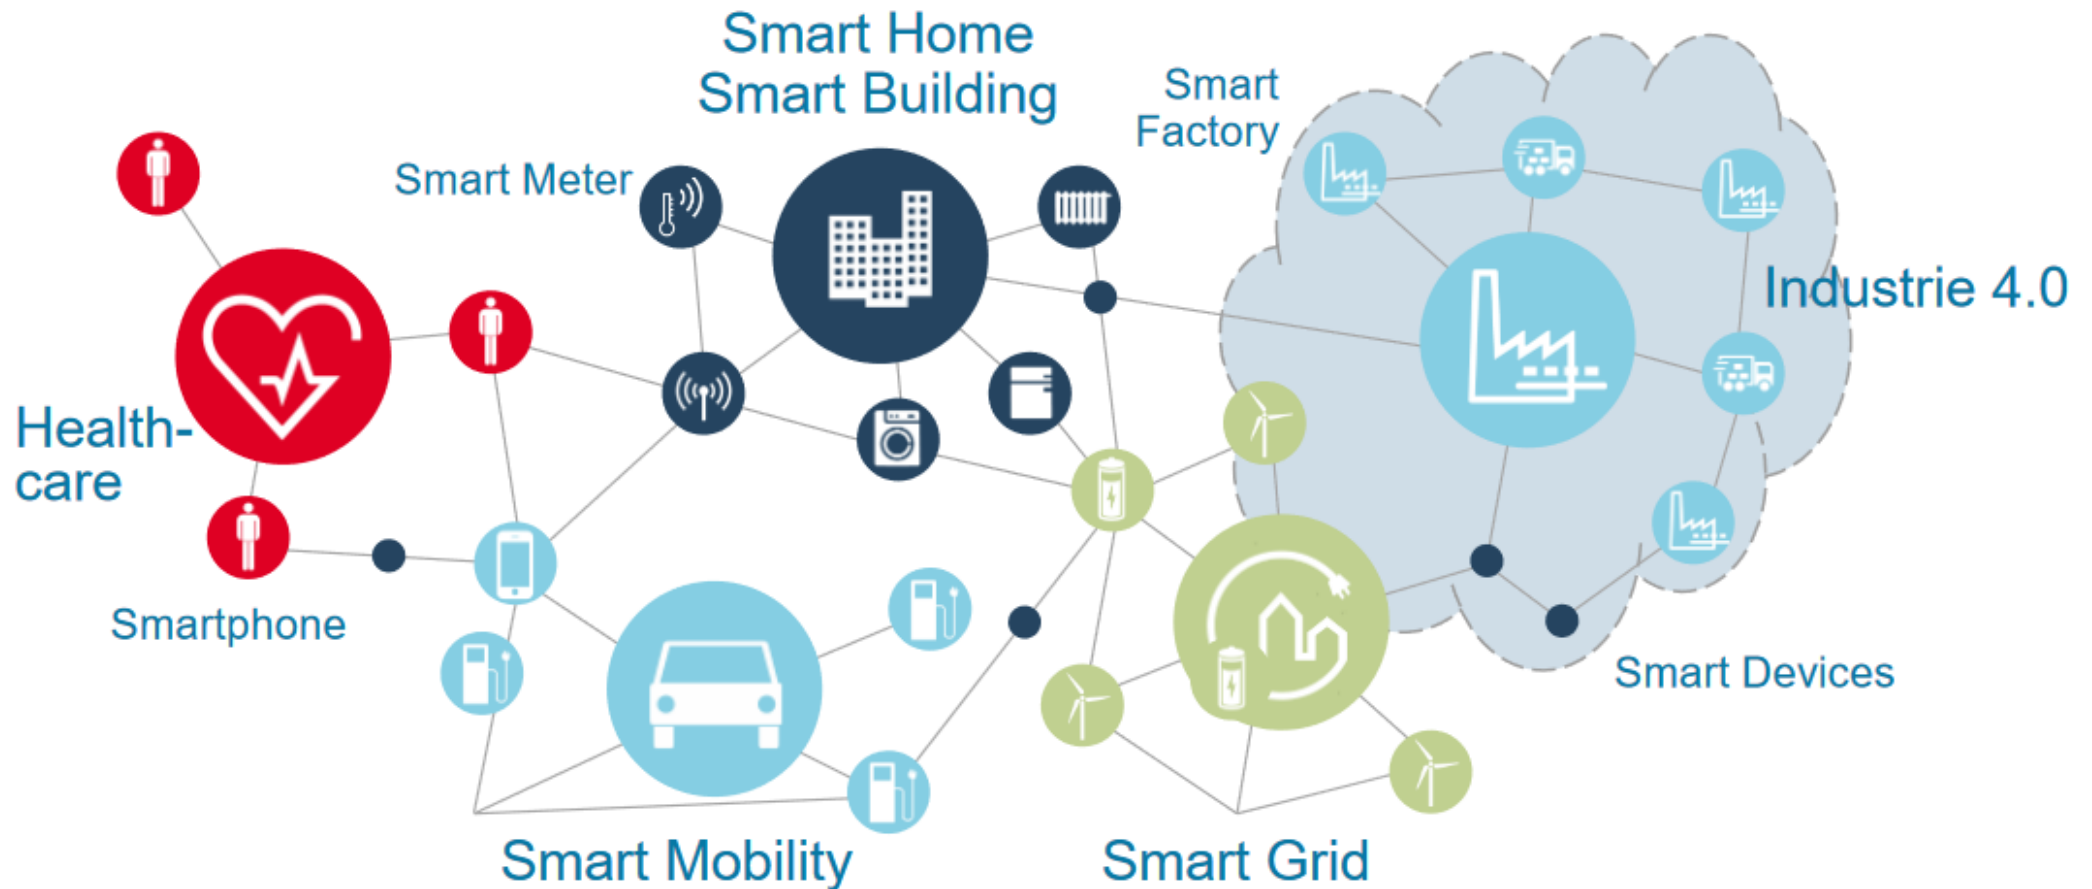 Smart Home
Smart Building
Smart
Factory
Smart Meter
Industrie 4.0
Health-
care
Smartphone
Smart Devices
Smart Mobility
Smart Grid